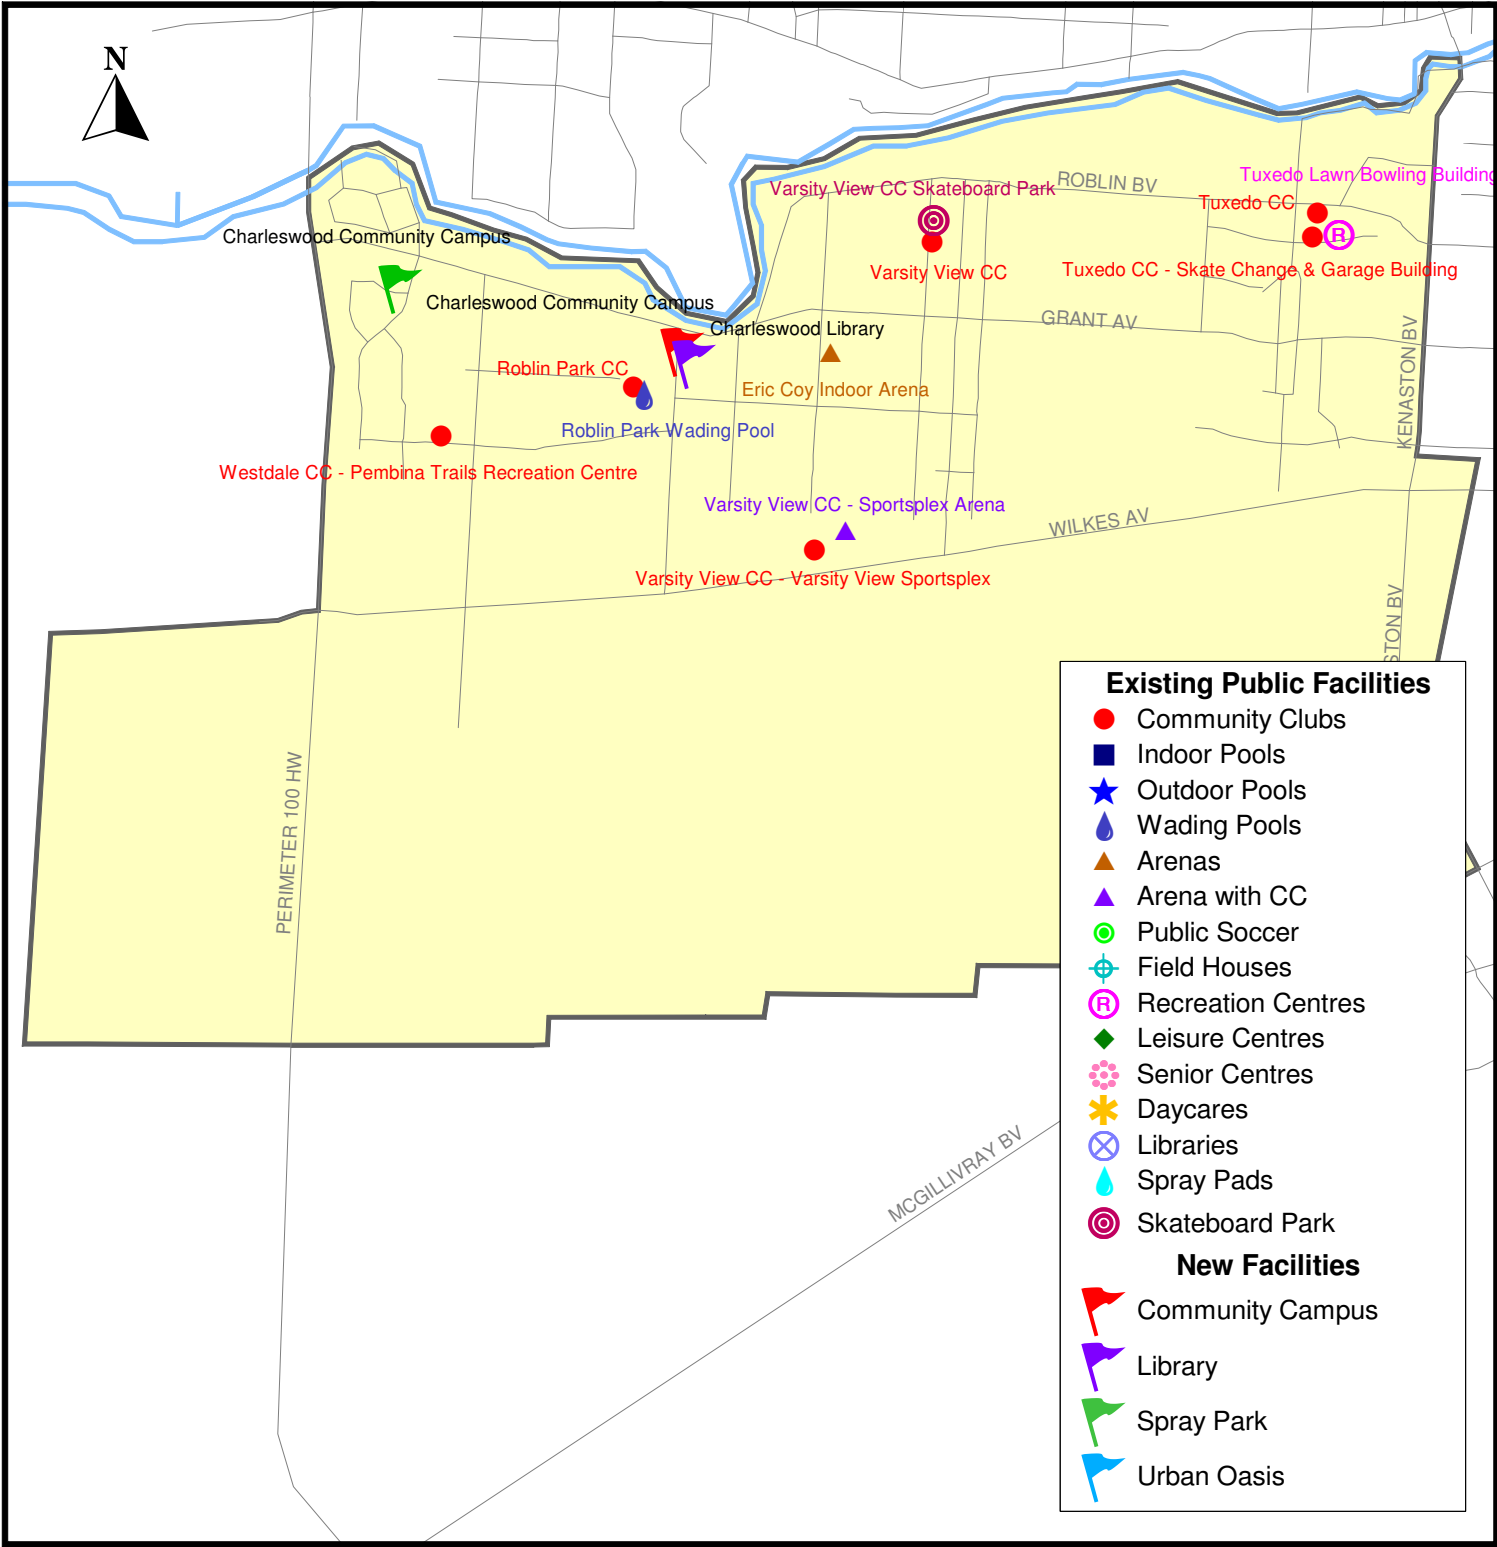 N
Varsity View CC Skateboard Park
ROBLIN BV
Tuxedo Lawn Bowling Building
Tuxedo CC
Charleswood Community Campus
Varsity View CC
R
Tuxedo CC - Skate Change & Garage Building
Charleswood Community Campus
Charleswood Library
GRANT AV
KENASTON BV
Roblin Park CC
Eric Coy Indoor Arena
Roblin Park Wading Pool
Westdale CC - Pembina Trails Recreation Centre
Varsity View CC - Sportsplex Arena
WILKES AV
Varsity View CC - Varsity View Sportsplex
STON BV
PERIMETER 100 HW
MCGILLIVRAY BV
Existing Public Facilities
Community Clubs
Indoor Pools
Outdoor Pools
Wading Pools
Arenas
Arena with CC
Public Soccer
Field Houses
R Recreation Centres
Leisure Centres
Senior Centres
Daycares
Libraries
Spray Pads
Skateboard Park
New Facilities
Community Campus
Library
Spray Park
Urban Oasis